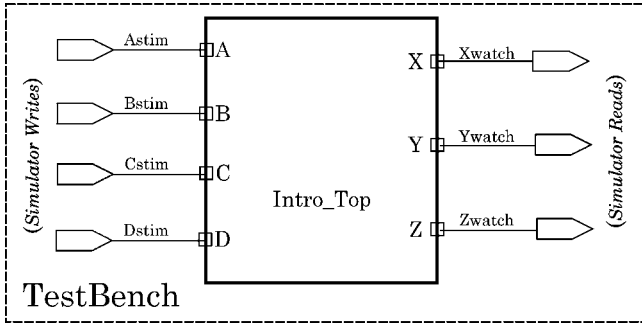 Astim
A
X
Xwatch
Bstim
B
Y
Ywatch
Cstim
C
Intro_Top
Z
Zwatch
Dstim
D
(Simulator Writes)
(Simulator Reads)
TestBench